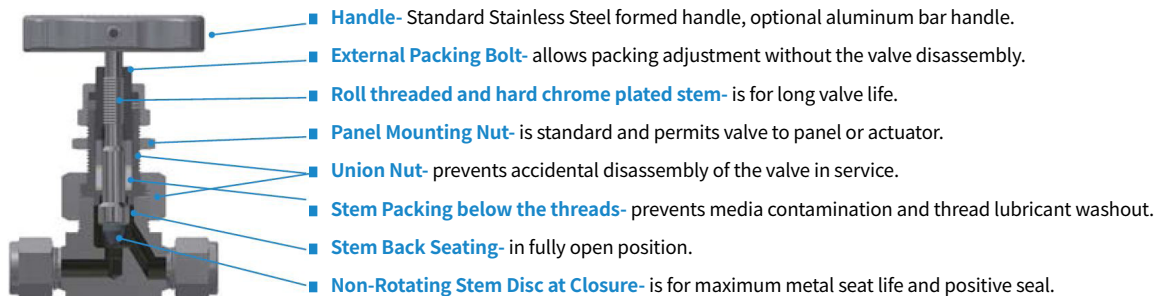 Handle- Standard Stainless Steel formed handle, optional aluminum bar handle.
External Packing Bolt- allows packing adjustment without the valve disassembly.
Roll threaded and hard chrome plated stem- is for long valve life.
Panel Mounting Nut- is standard and permits valve to panel or actuator.
Union Nut- prevents accidental disassembly of the valve in service.
Stem Packing below the threads- prevents media contamination and thread lubricant washout.
Stem Back Seating- in fully open position.
Non-Rotating Stem Disc at Closure- is for maximum metal seat life and positive seal.